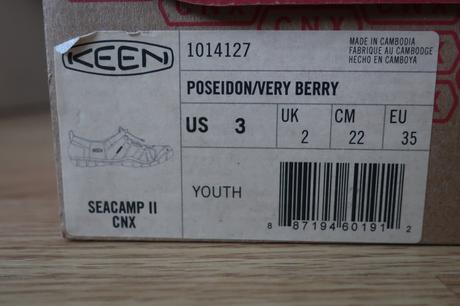 CNX
KEEN
1014127
MADE IN CAMBODIA
FABRIQUE AU CAMBODGE
HECHO EN CAMBOYA
POSEIDON/VERY BERRY
US 3
UK
2
CM
22
EU
35
SEACAMP II
CNX
YOUTH
8 87194 60191 2